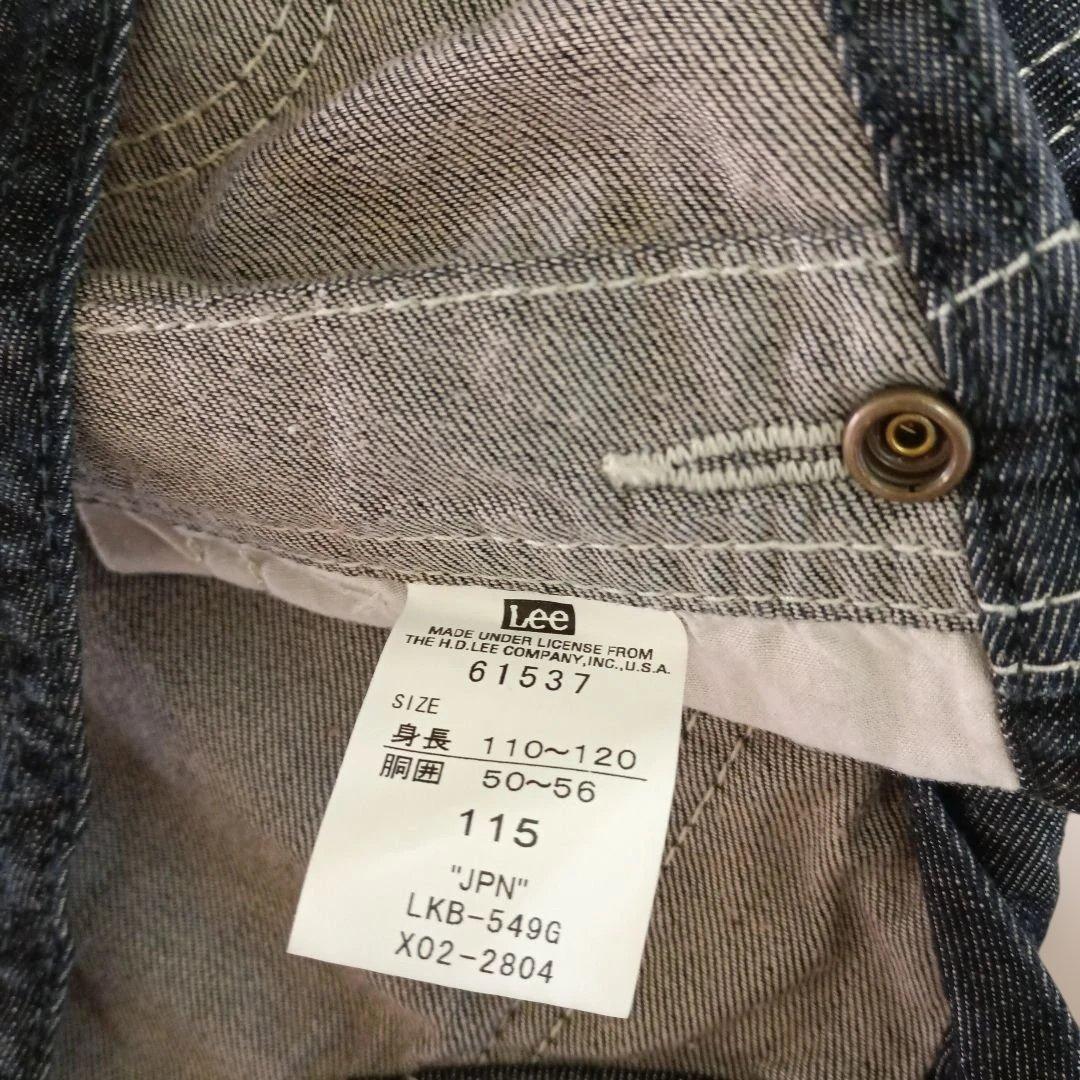 Lee
MADE UNDER LICENSE FROM
THE H.D.LEE COMPANY,INC.,U.S.A.
61537
SIZE
身長 110〜120
胴囲 50〜56
115
"JPN"
LKB-549G
X02-2804